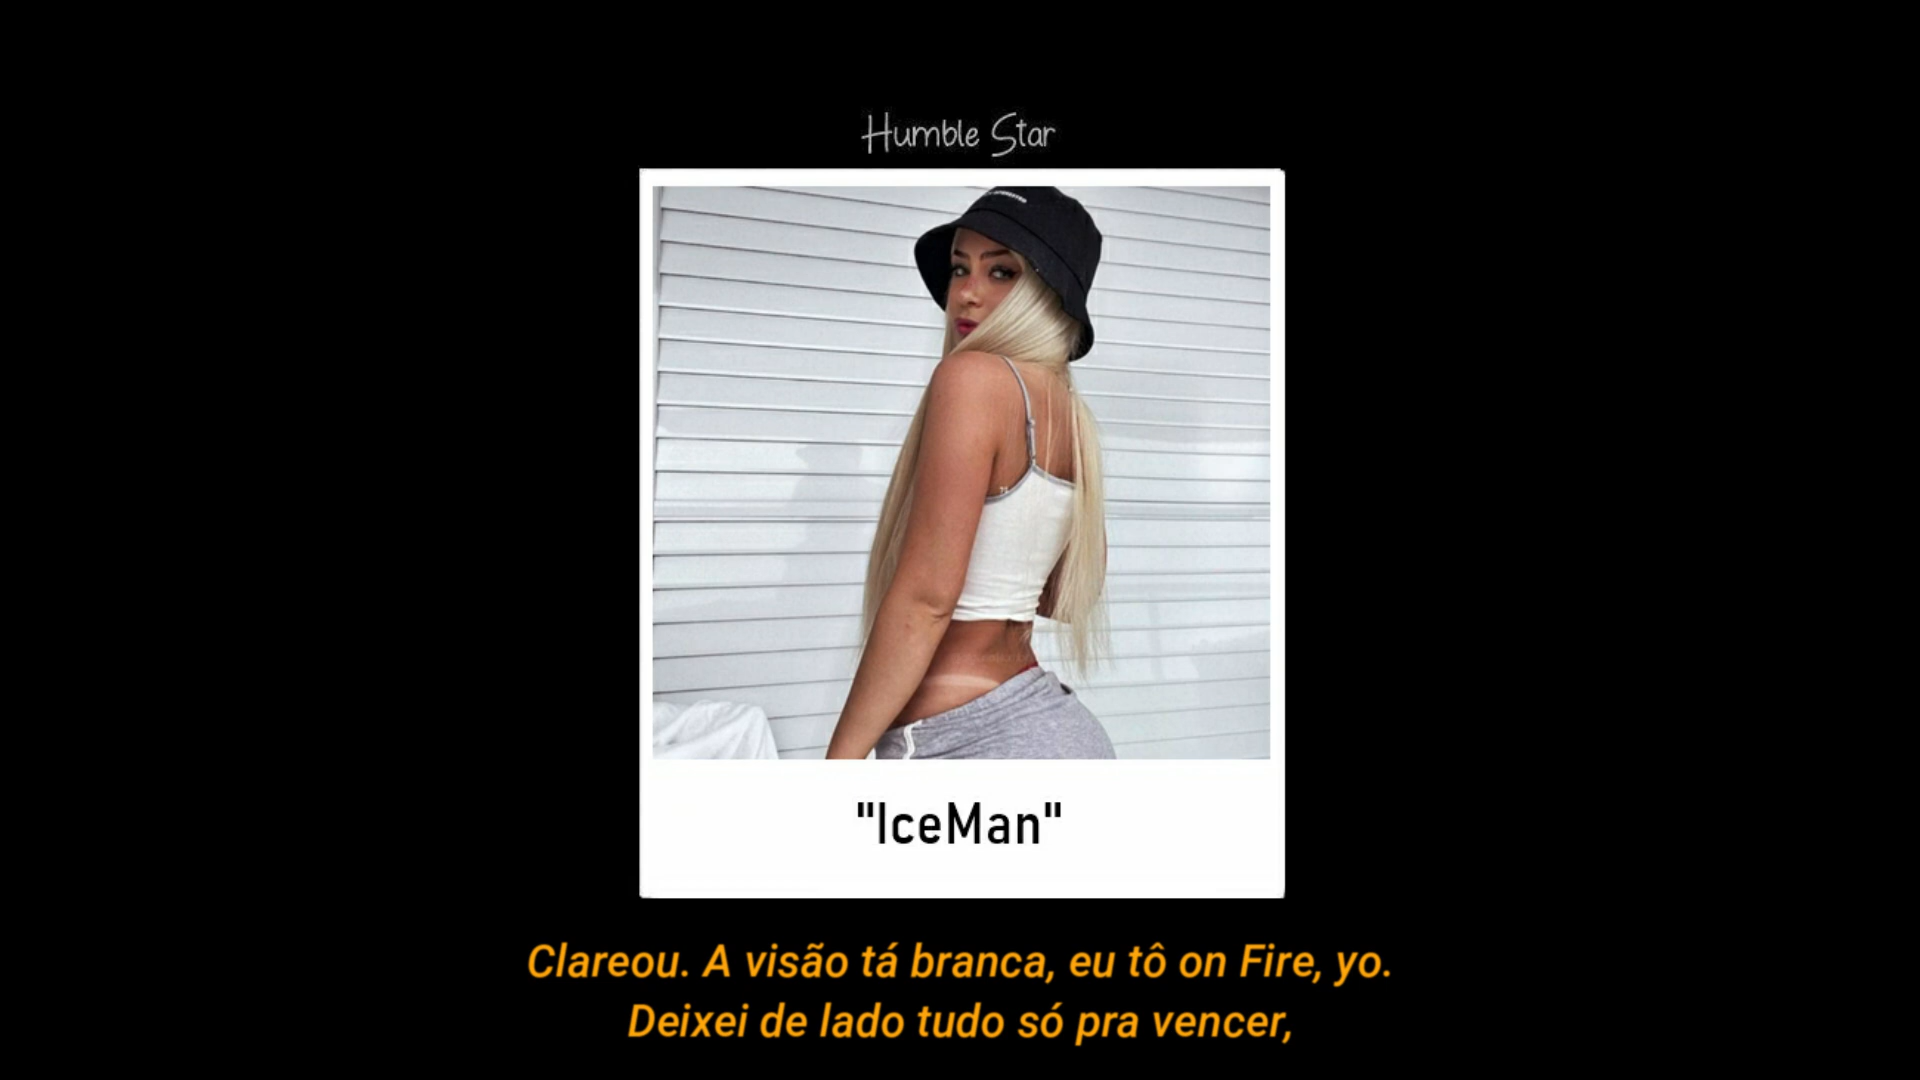 Humble Star
"IceMan"
Clareou. A visão tá branca, eu tô on Fire, yo.
Deixei de lado tudo só pra vencer,